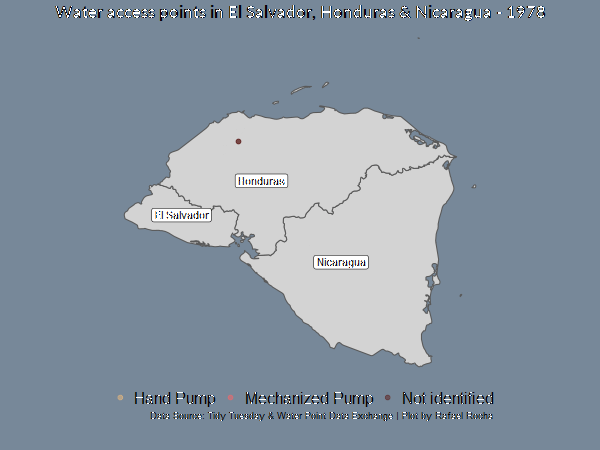 Water access points in El Salvador, Honduras & Nicaragua - 1978
Honduras
El Salvador
Nicaragua
Hand Pump Mechanized Pump Not identified
Data Source: Tidy Tuesday & Water Point Data Exchange | Plot by Rafael Rocha